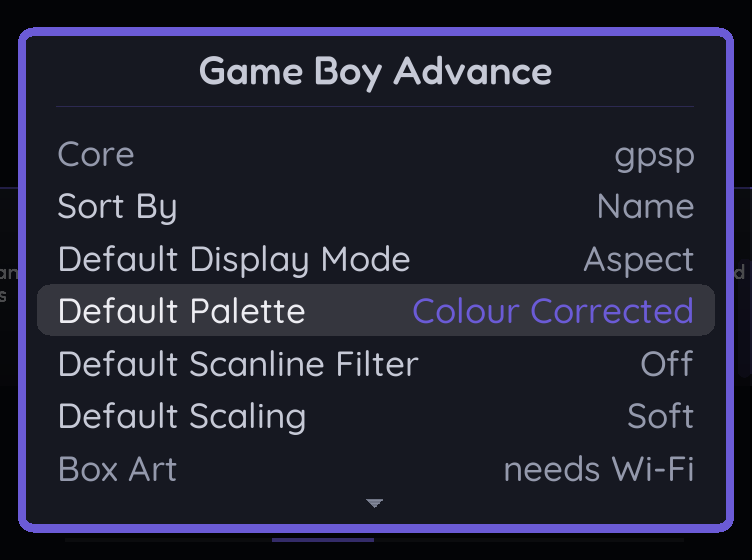 Game Boy Advance
Core gpsp
Sort By Name
Default Display Mode Aspect
Default Palette Colour Corrected
Default Scanline Filter Off
Default Scaling Soft
Box Art needs Wi-Fi